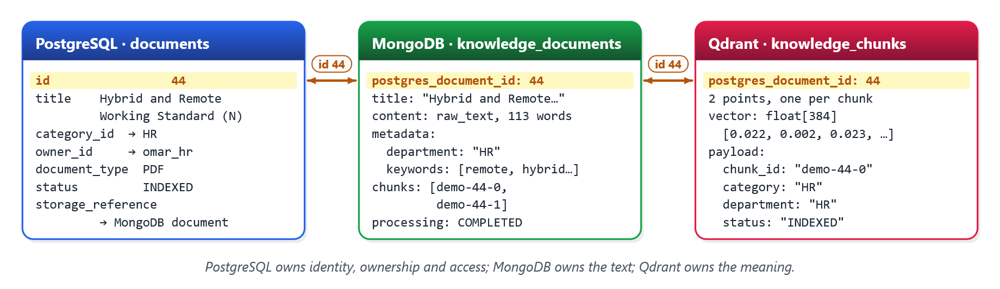 PostgreSQL · documents
id 44
title Hybrid and Remote
Working Standard (N)
category_id → HR
owner_id → omar_hr
document_type PDF
status INDEXED
storage_reference
→ MongoDB document
id 44
MongoDB · knowledge_documents
postgres_document_id: 44
title: "Hybrid and Remote…"
content: raw_text, 113 words
metadata:
department: "HR"
keywords: [remote, hybrid…]
chunks: [demo-44-0,
demo-44-1]
processing: COMPLETED
id 44
Qdrant · knowledge_chunks
postgres_document_id: 44
2 points, one per chunk
vector: float[384]
[0.022, 0.002, 0.023, …]
payload:
chunk_id: "demo-44-0"
category: "HR"
department: "HR"
status: "INDEXED"
PostgreSQL owns identity, ownership and access; MongoDB owns the text; Qdrant owns the meaning.